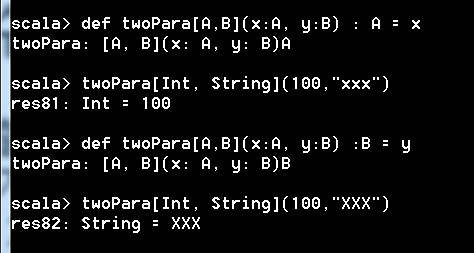 scala> def twoPara[A,B](x:A, y:B) : A = x
twoPara: [A, B](x: A, y: B)A
scala> twoPara[Int, String](100,"xxx")
res81: Int = 100
scala> def twoPara[A,B](x:A, y:B) :B = y
twoPara: [A, B](x: A, y: B)B
scala> twoPara[Int, String](100,"XXX")
res82: String = XXX